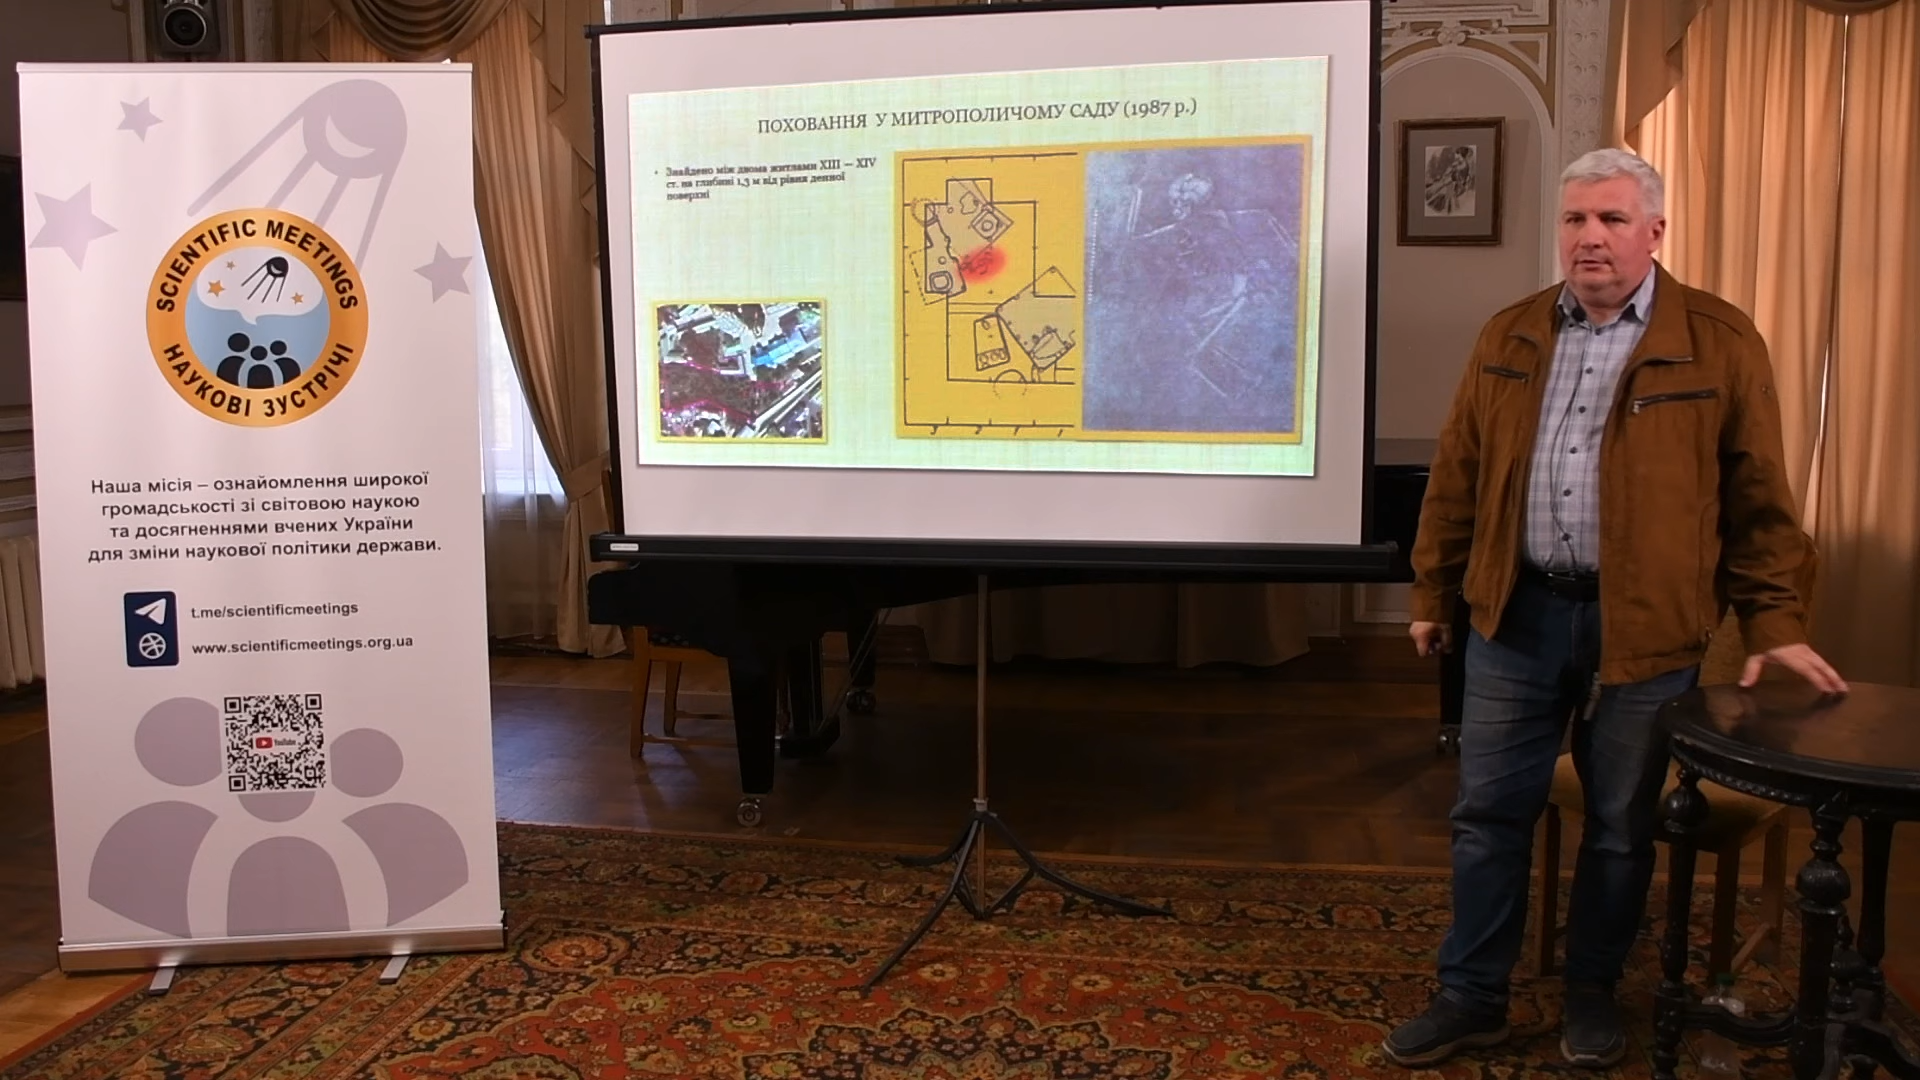 SCIENTIFIC MEETINGS
НАУКОВІ ЗУСТРІЧІ
Наша місія – ознайомлення широкої
громадськості зі світовою наукою
та досягненнями вчених України
для зміни наукової політики держави.
t.me/scientificmeetings
www.scientificmeetings.org.ua
YouTube
ПОХОВАННЯ У МИТРОПОЛИЧОМУ САДУ (1987 р.)
• Знайдено між двома житлами XIII – XIV
ст. на глибині 1,3 м від рівня денної
поверхні